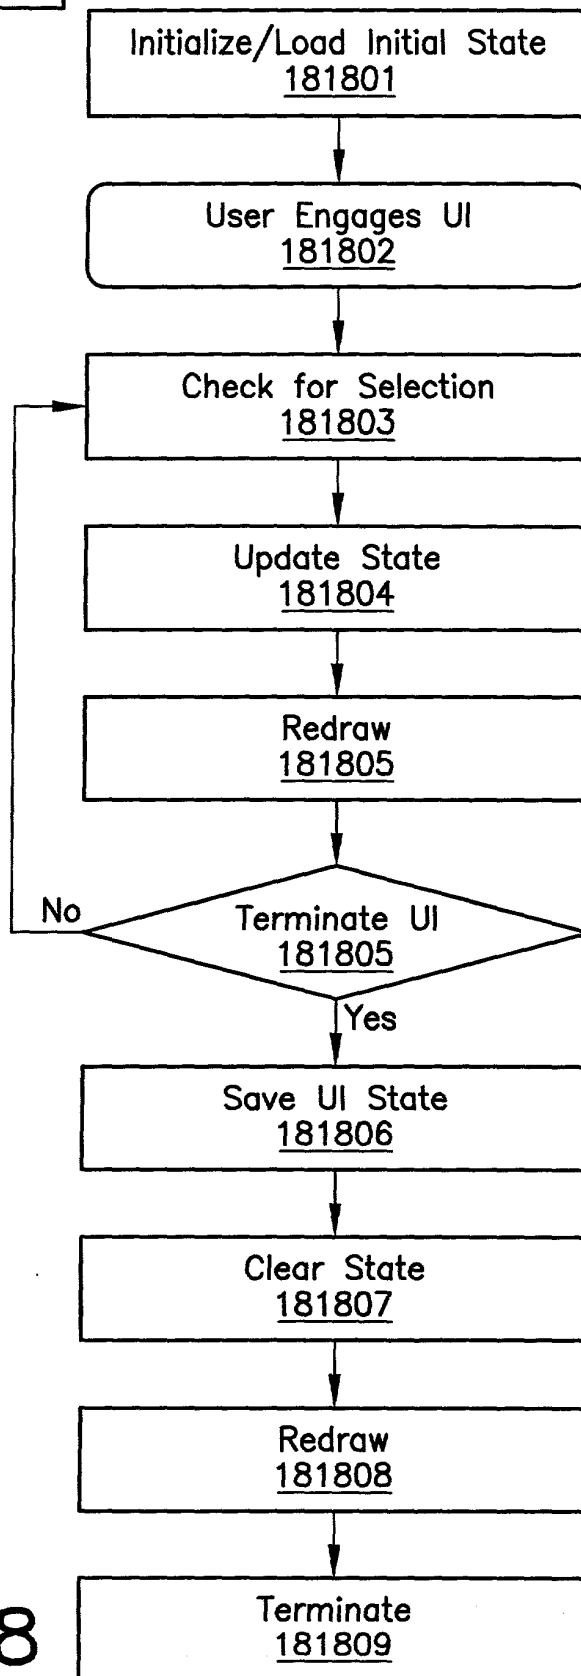 Initialize/Load Initial State
181801
User Engages UI
181802
Check for Selection
181803
Update State
181804
Redraw
181805
Terminate UI
181805
No
Yes
Save UI State
181806
Clear State
181807
Redraw
181808
Terminate
181809
8